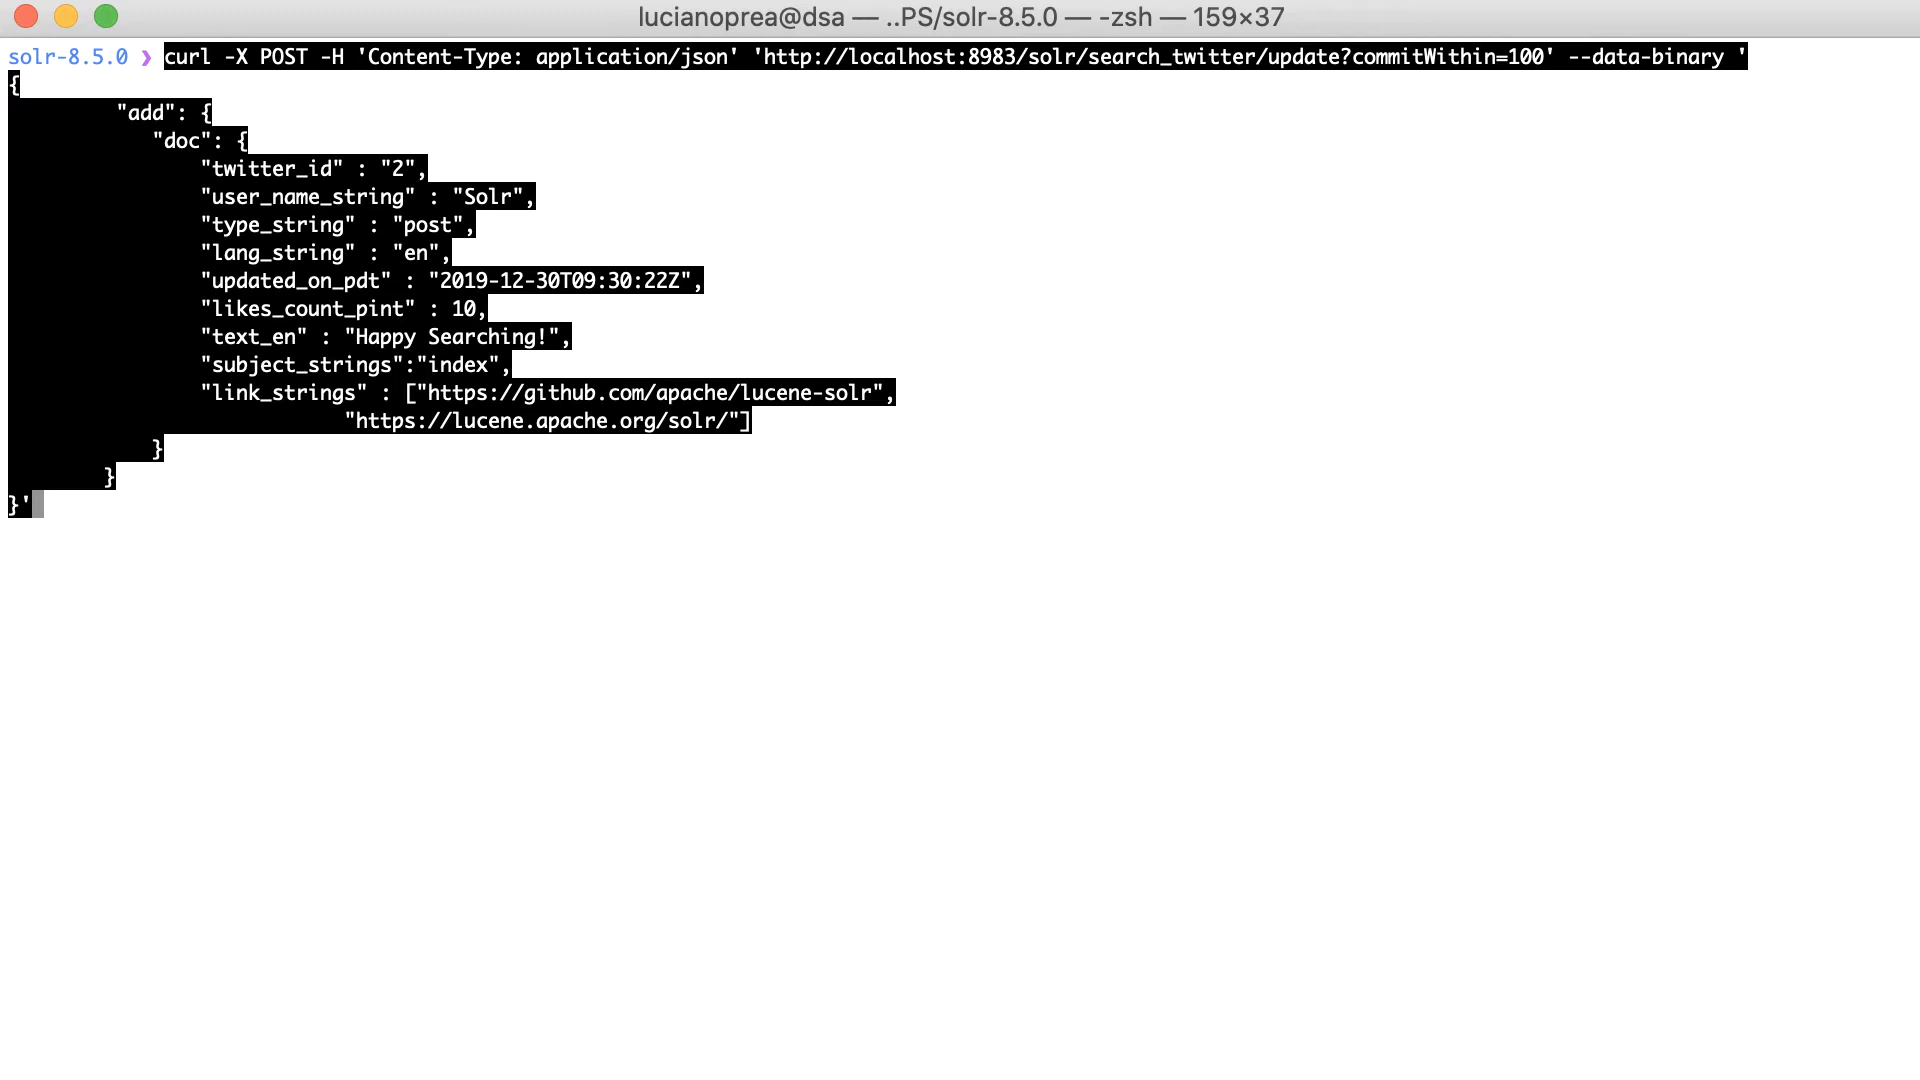 lucianoprea@dsa — ..PS/solr-8.5.0 — -zsh — 159×37
solr-8.5.0 ❯ curl -X POST -H 'Content-Type: application/json' 'http://localhost:8983/solr/search_twitter/update?commitWithin=100' --data-binary '
{
"add": {
"doc": {
"twitter_id" : "2",
"user_name_string" : "Solr",
"type_string" : "post",
"lang_string" : "en",
"updated_on_pdt" : "2019-12-30T09:30:22Z",
"likes_count_pint" : 10,
"text_en" : "Happy Searching!",
"subject_strings":"index",
"link_strings" : ["https://github.com/apache/lucene-solr",
"https://lucene.apache.org/solr/"]
}
}
}'